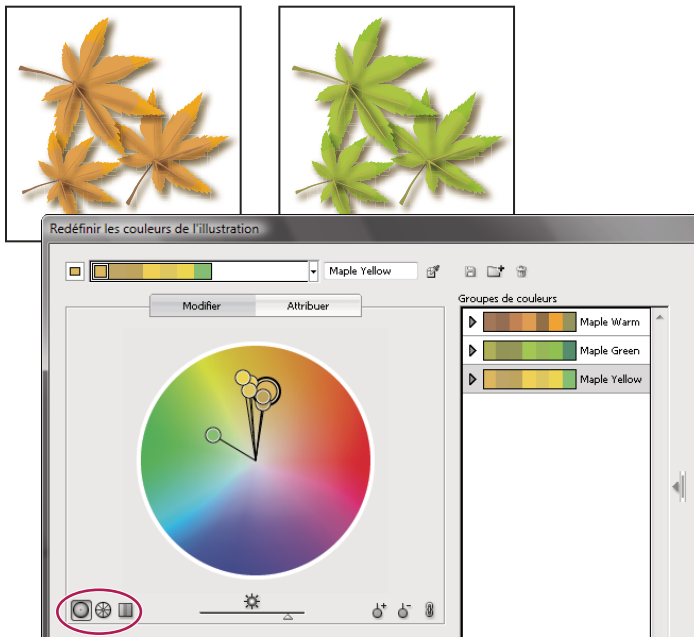 Redéfinir les couleurs de l'illustration
Maple Yellow
Modifier
Attribuer
Groupes de couleurs
Maple Warm
Maple Green
Maple Yellow